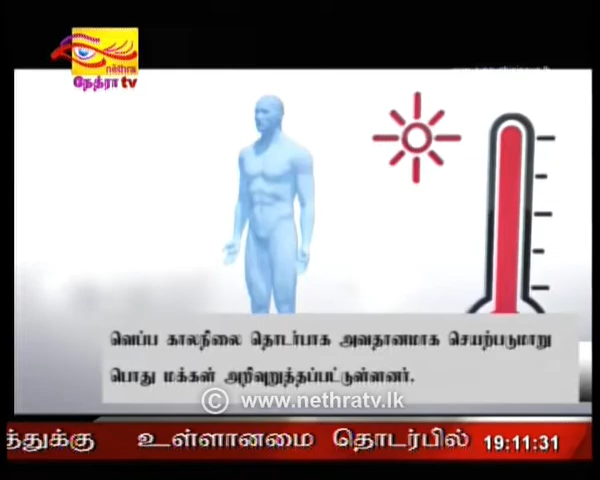 nethra
நேத்ரா tv
வெப்ப காலநிலை தொடர்பாக அவதானமாக செயற்படுமாறு
பொது மக்கள் அறிவுறுத்தப்பட்டுள்ளனர்.
© www.nethratv.lk
த்துக்கு உள்ளானமை தொடர்பில் 19:11:31